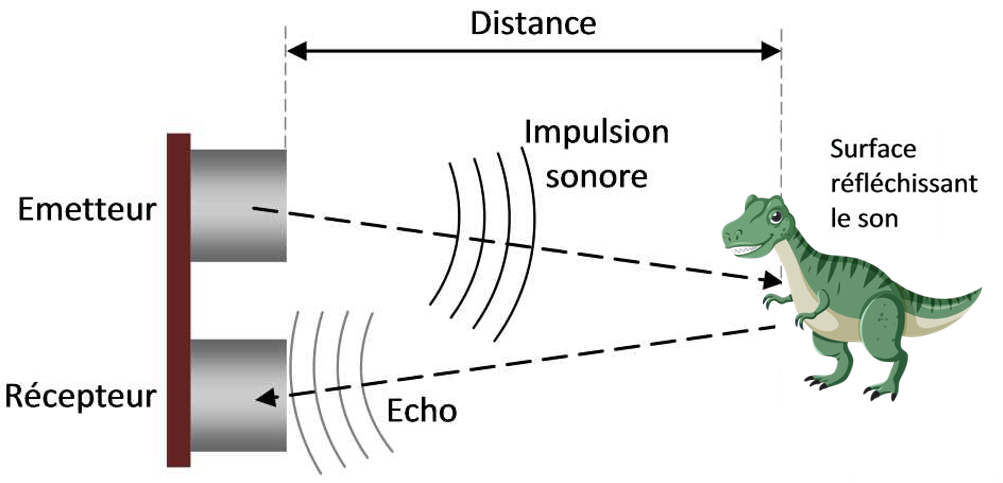 Distance
Impulsion
sonore
Surface
réfléchissant
le son
Emetteur
Récepteur
Echo